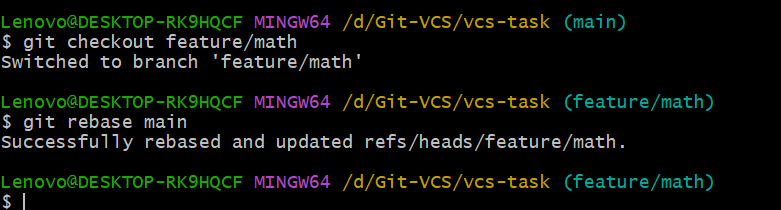 Lenovo@DESKTOP-RK9HQCF MINGW64 /d/Git-VCS/vcs-task (main)
$ git checkout feature/math
Switched to branch 'feature/math'
Lenovo@DESKTOP-RK9HQCF MINGW64 /d/Git-VCS/vcs-task (feature/math)
$ git rebase main
Successfully rebased and updated refs/heads/feature/math.
Lenovo@DESKTOP-RK9HQCF MINGW64 /d/Git-VCS/vcs-task (feature/math)
$